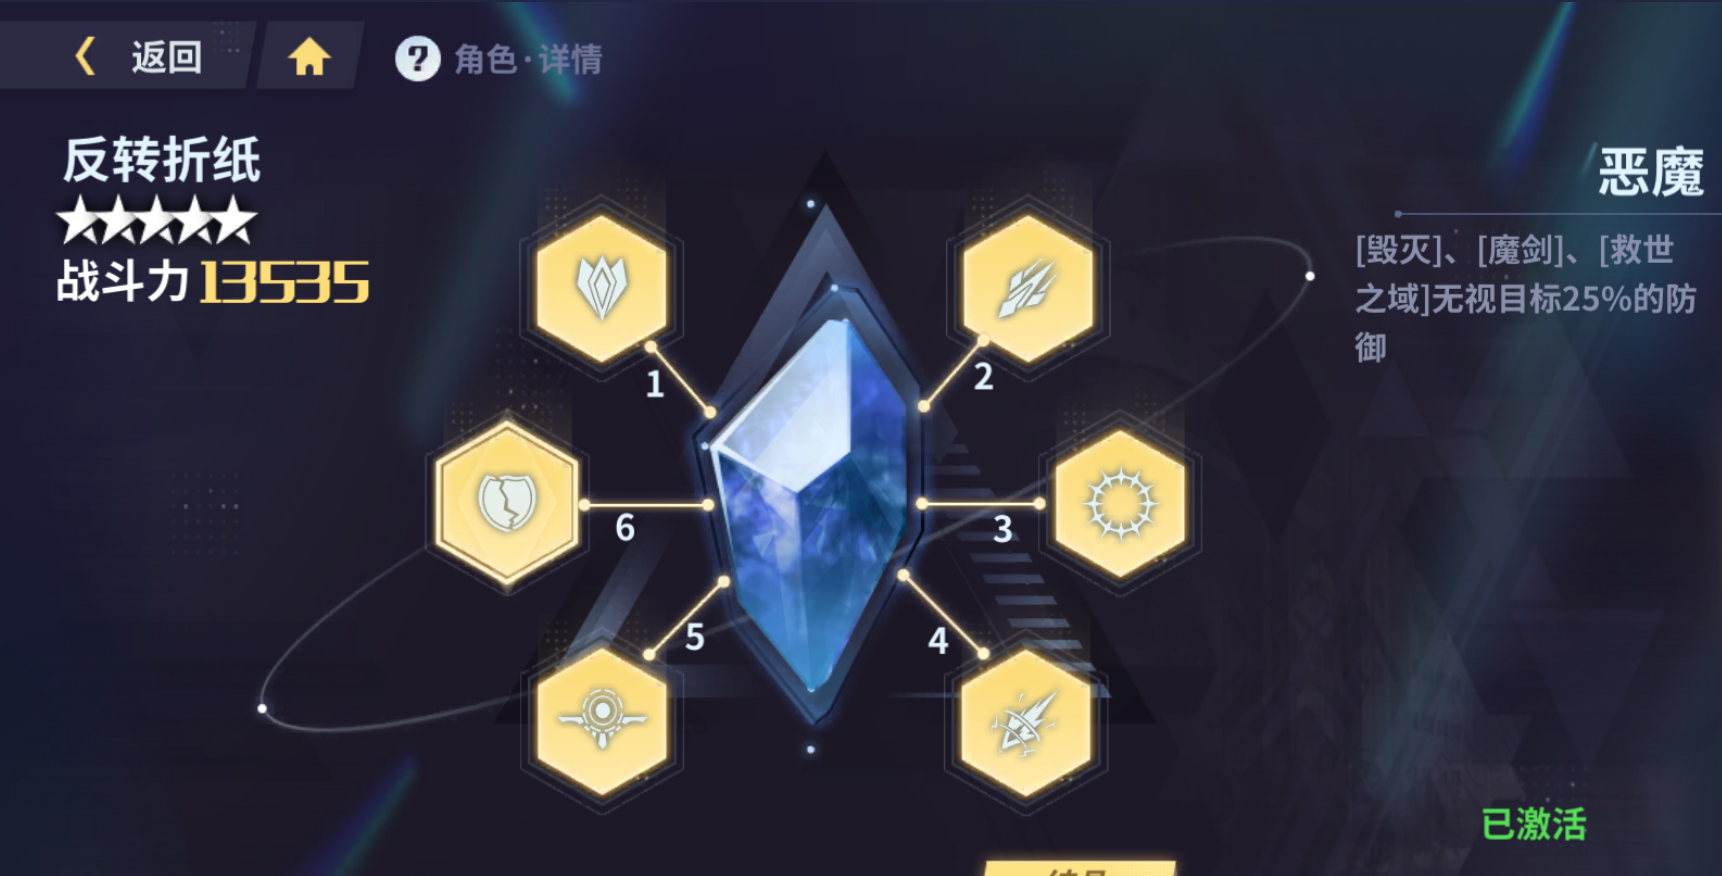 返回
? 角色·详情
反转折纸
战斗力 13535
恶魔
[毁灭]、[魔剑]、[救世
之域]无视目标25%的防
御
1
2
6
3
5
4
已激活